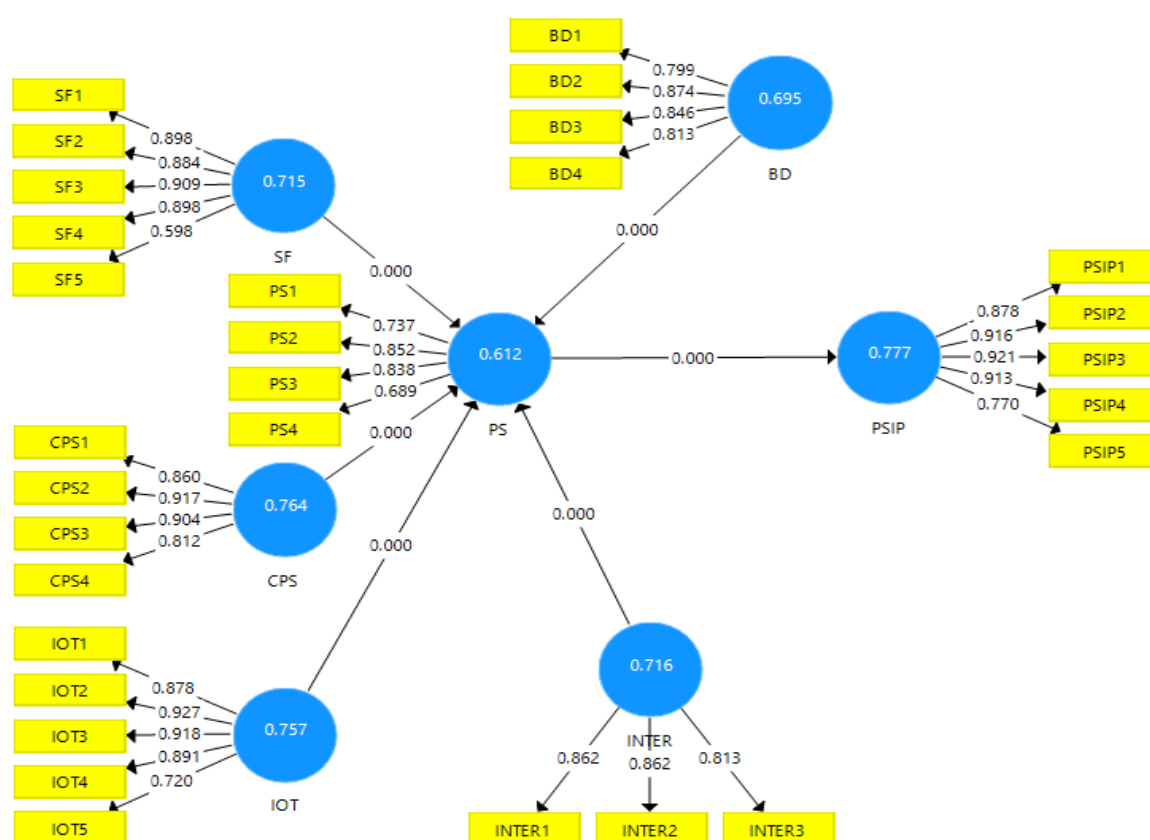 BD1
BD2
BD3
BD4
0.799
0.874
0.846
0.813
0.695
BD
SF1
SF2
SF3
SF4
SF5
0.898
0.884
0.909
0.898
0.598
0.715
SF
0.000
0.000
PS1
PS2
PS3
PS4
0.737
0.852
0.838
0.689
0.612
PS
0.000
0.777
PSIP
0.878
0.916
0.921
0.913
0.770
PSIP1
PSIP2
PSIP3
PSIP4
PSIP5
CPS1
CPS2
CPS3
CPS4
0.860
0.917
0.904
0.812
0.764
CPS
0.000
0.000
0.000
IOT1
IOT2
IOT3
IOT4
IOT5
0.878
0.927
0.918
0.891
0.720
0.757
IOT
0.716
INTER
0.862
0.862
0.813
INTER1
INTER2
INTER3